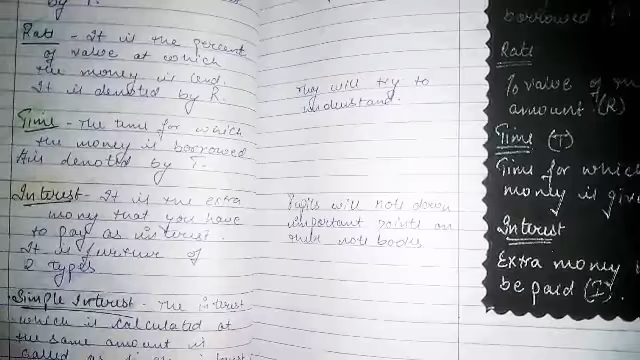 by T.
Rate - It is the percent
of value at which
the money is lend.
It is denoted by R.
Time - The time for which
the money is borrowed
It is denoted by T.
Interest - It is the extra
money that you have
to pay as interest.
It is further of
2 types
Simple Interest - The interest
which is calculated at
the same amount is
called as
They will try to
understand.
Pupils will note down
important points on
their note books
borrowed
Rate
% value of
amount (R)
Time (T)
Time for which
money is give
Interest
Extra money
be paid (I).